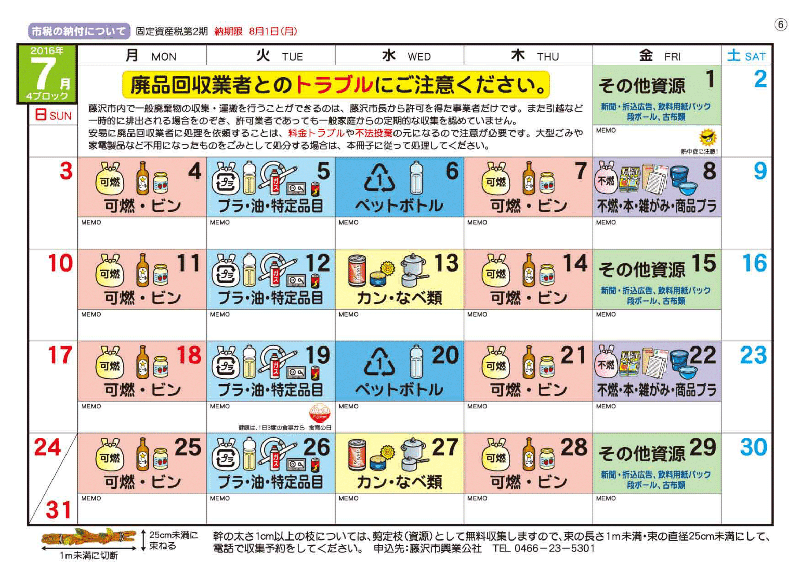 ⑥
市税の納付について 固定資産税第2期 納期限 8月1日(月)
2016年
7月
4ブロック
日 SUN
月 MON
火 TUE
水 WED
木 THU
金 FRI
土 SAT
廃品回収業者とのトラブルにご注意ください。
藤沢市内で一般廃棄物の収集・運搬を行うことができるのは、藤沢市長から許可を得た事業者だけです。また引越など
一時的に排出される場合をのぞき、許可業者であっても一般家庭からの定期的な収集を認めていません。
安易に廃品回収業者に処理を依頼することは、料金トラブルや不法投棄の元になるので注意が必要です。大型ごみや
家電製品など不用になったものをごみとして処分する場合は、本冊子に従って処理してください。
その他資源 1
新聞・折込広告、飲料用紙パック
段ボール、古布類
MEMO
熱中症に注意!
2
3
可燃 4
可燃・ビン
MEMO
プラ 5
プラ・油・特定品目
MEMO
6
ペットボトル
MEMO
可燃 7
可燃・ビン
MEMO
不燃 8
不燃・本・雑がみ・商品プラ
MEMO
9
10
可燃 11
可燃・ビン
MEMO
プラ 12
プラ・油・特定品目
MEMO
13
カン・なべ類
MEMO
可燃 14
可燃・ビン
MEMO
その他資源 15
新聞・折込広告、飲料用紙パック
段ボール、古布類
MEMO
16
17
可燃 18
可燃・ビン
MEMO
プラ 19
プラ・油・特定品目
MEMO
健康は、1日3度の食事から 食育の日
20
ペットボトル
MEMO
可燃 21
可燃・ビン
MEMO
不燃 22
不燃・本・雑がみ・商品プラ
MEMO
23
24
31
可燃 25
可燃・ビン
MEMO
プラ 26
プラ・油・特定品目
MEMO
27
カン・なべ類
MEMO
可燃 28
可燃・ビン
MEMO
その他資源 29
新聞・折込広告、飲料用紙パック
段ボール、古布類
MEMO
30
25cm未満に
束ねる
1m未満に切断
幹の太さ1cm以上の枝については、剪定枝(資源)として無料収集しますので、束の長さ1m未満・束の直径25cm未満にして、
電話で収集予約をしてください。 申込先:藤沢市興業公社 TEL 0466-23-5301